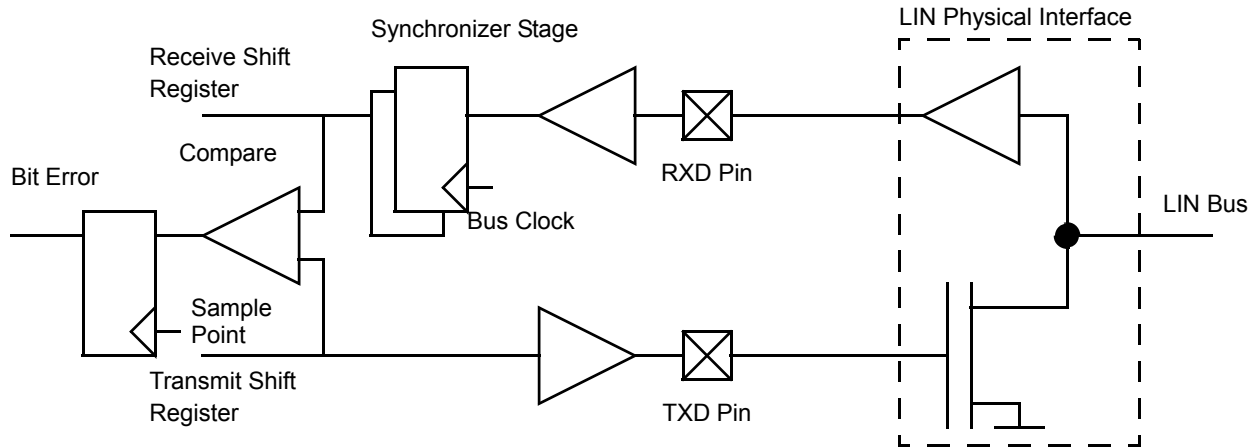 LIN Physical Interface
Synchronizer Stage
Receive Shift
Register
Compare
RXD Pin
Bit Error
Bus Clock
LIN Bus
Sample
Point
Transmit Shift
Register
TXD Pin